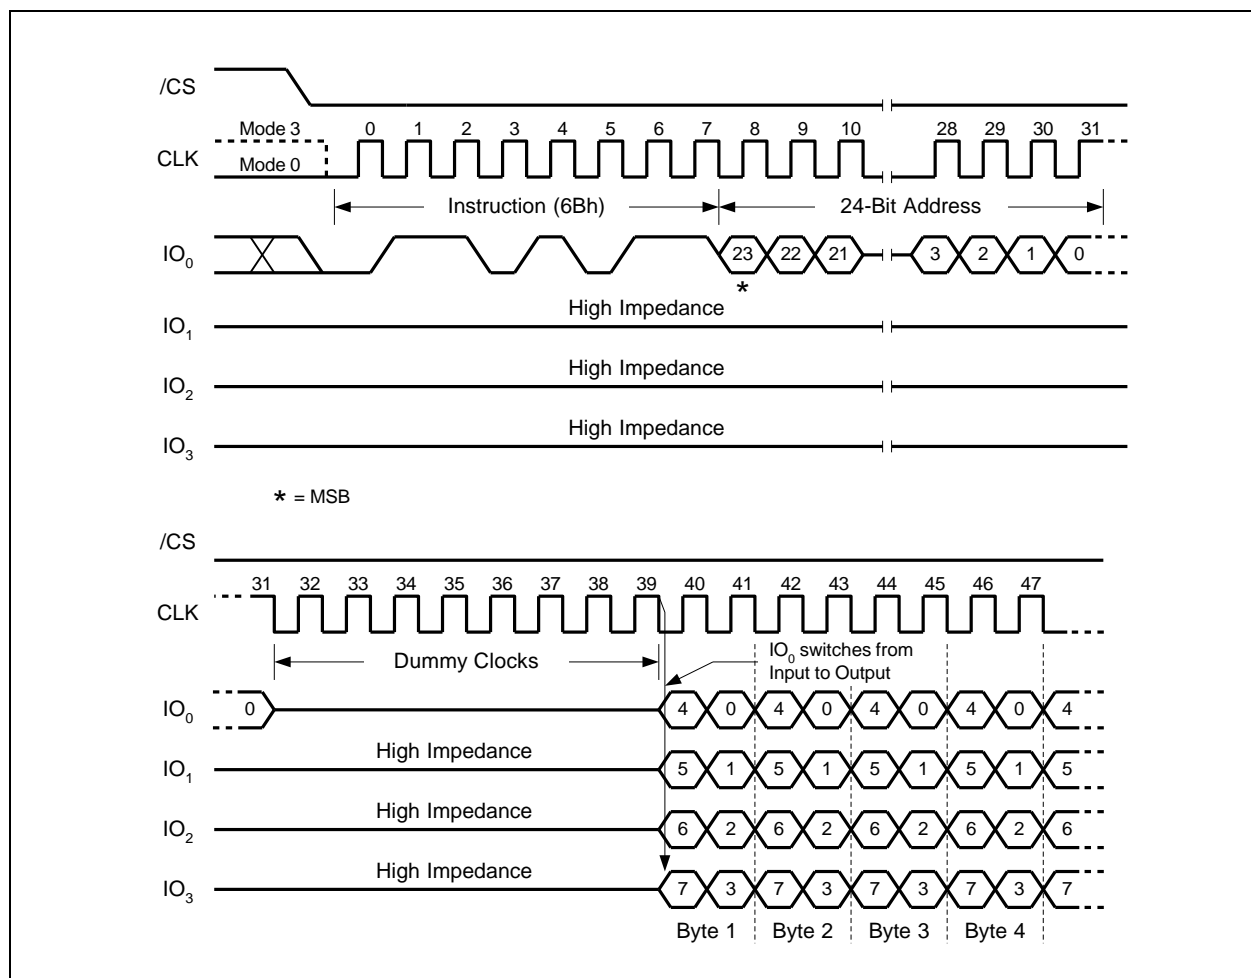 /CS
Mode 3 0 1 2 3 4 5 6 7 8 9 10 28 29 30 31
CLK
Mode 0
Instruction (6Bh) 24-Bit Address
IO0 23 22 21 3 2 1 0
*
High Impedance
IO1
High Impedance
IO2
High Impedance
IO3
* = MSB
/CS
31 32 33 34 35 36 37 38 39 40 41 42 43 44 45 46 47
CLK
Dummy Clocks
IO0 switches from
Input to Output
IO0 0 4 0 4 0 4 0 4 0 4
High Impedance
IO1 5 1 5 1 5 1 5 1 5
High Impedance
IO2 6 2 6 2 6 2 6 2 6
High Impedance
IO3 7 3 7 3 7 3 7 3 7
Byte 1 Byte 2 Byte 3 Byte 4